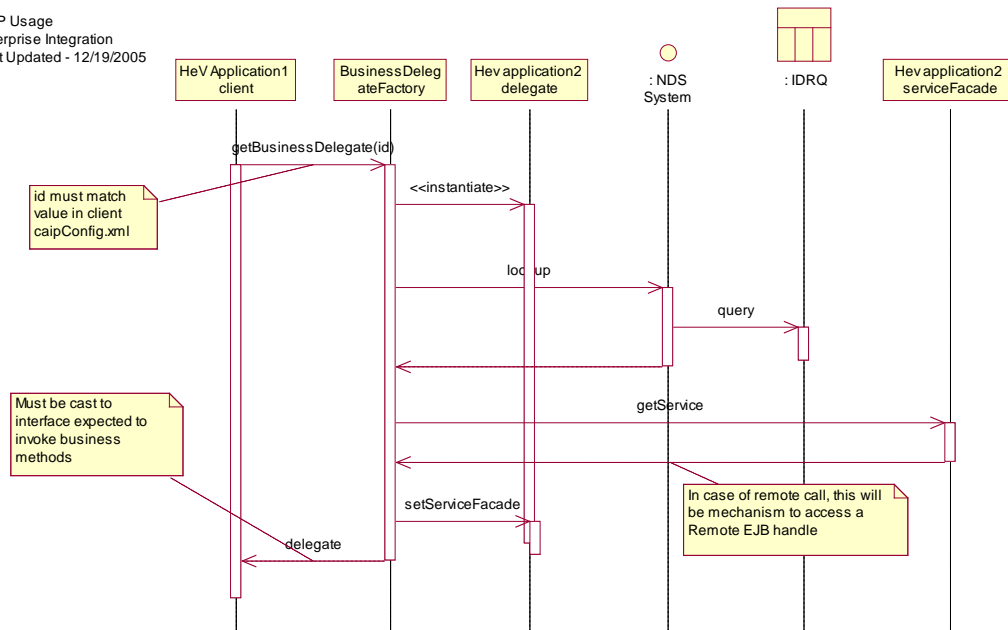 P Usage
erprise Integration
t Updated - 12/19/2005
HeV Application1
client
BusinessDeleg
ateFactory
Hev application2
delegate
: NDS
System
: IDRQ
Hev application2
serviceFacade
getBusinessDelegate(id)
<<instantiate>>
id must match
value in client
caipConfig.xml
lookup
query
Must be cast to
interface expected to
invoke business
methods
getService
In case of remote call, this will
be mechanism to access a
Remote EJB handle
setServiceFacade
delegate